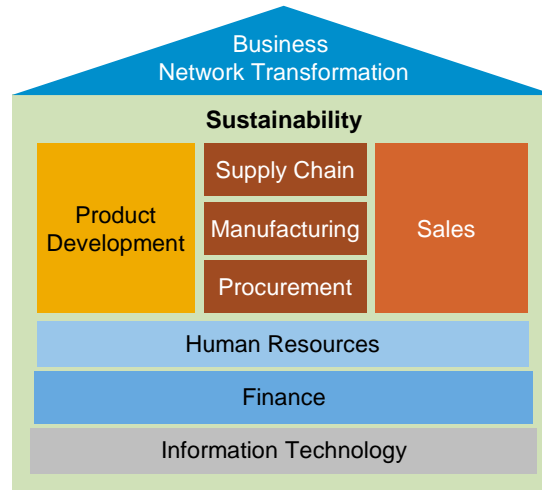 Business
Network Transformation
Sustainability
Product
Development
Supply Chain
Manufacturing
Procurement
Sales
Human Resources
Finance
Information Technology